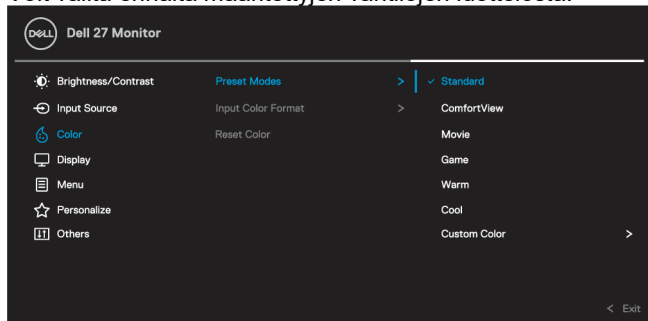 DELL Dell 27 Monitor
Brightness/Contrast Preset Modes > ✓ Standard
Input Source Input Color Format > ComfortView
Color Reset Color Movie
Display Game
Menu Warm
Personalize Cool
Others Custom Color >
< Exit